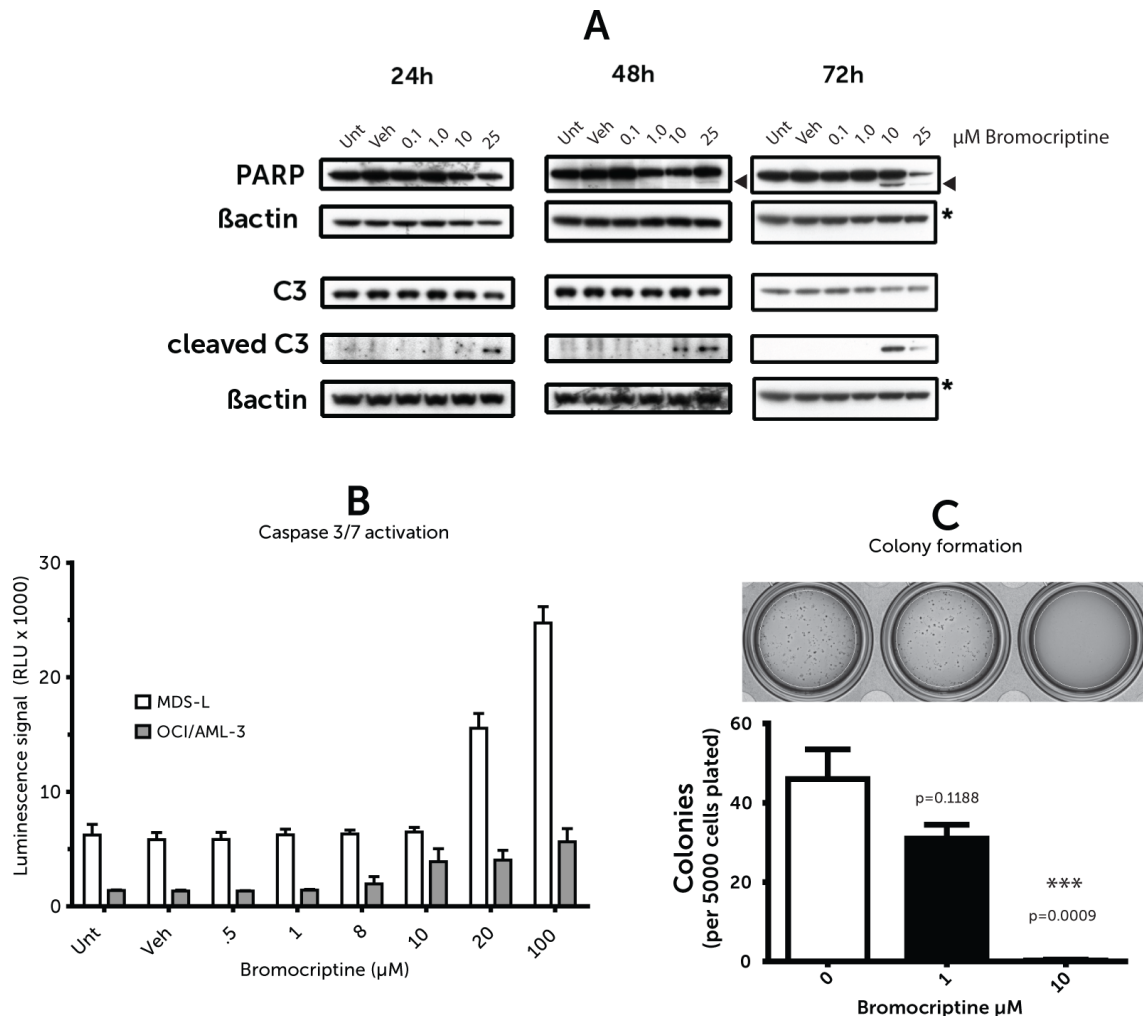 A
24h 48h 72h
Unt Veh 0.1 1.0 10 25 Unt Veh 0.1 1.0 10 25 Unt Veh 0.1 1.0 10 25 µM Bromocriptine
PARP
ßactin *
C3
cleaved C3
ßactin *
B
Caspase 3/7 activation
Luminescence signal (RLU x 1000)
30
20
10
0
MDS-L
OCI/AML-3
Unt Veh .5 1 8 10 20 100
Bromocriptine (µM)
C
Colony formation
Colonies
(per 5000 cells plated)
60
40
20
0
p=0.1188
***
p=0.0009
0 1 10
Bromocriptine µM